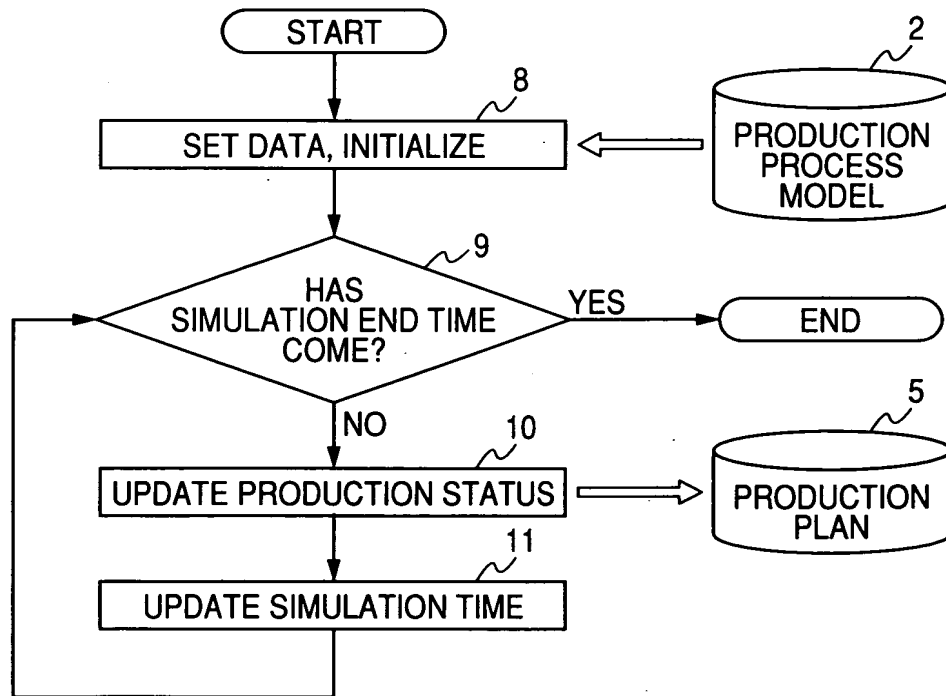 START
8
2
SET DATA, INITIALIZE
PRODUCTION
PROCESS
MODEL
9
HAS
SIMULATION END TIME
COME?
YES
END
NO
10
5
UPDATE PRODUCTION STATUS
PRODUCTION
PLAN
11
UPDATE SIMULATION TIME